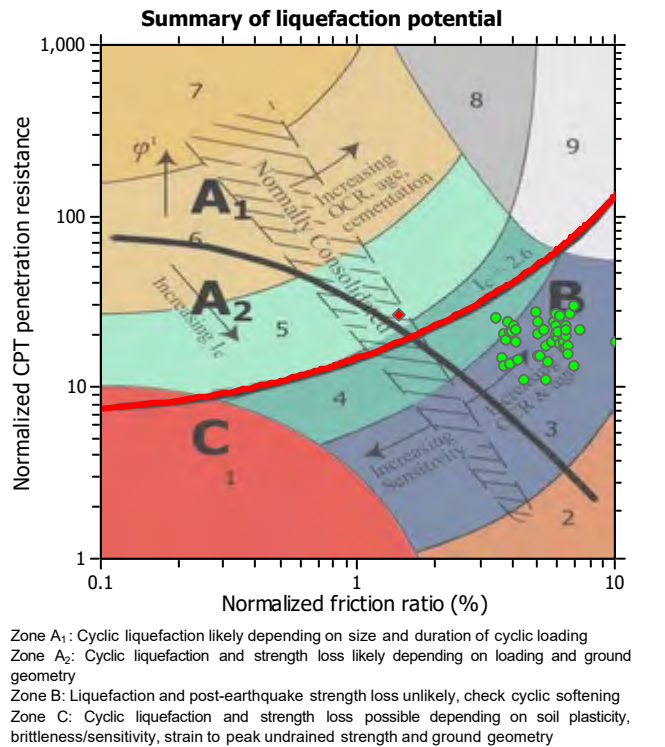 Summary of liquefaction potential
1,000
100
10
1
Normalized CPT penetration resistance
7
8
9
φ'
A1
Increasing
OCR, age,
cementation
Normally Consolidated
6
A2
Increasing Ic
5
Ic = 2.6
B
4
C
1
Increasing
Sensitivity
Increasing
OCR & age
3
2
0.1
1
10
Normalized friction ratio (%)
Zone A1: Cyclic liquefaction likely depending on size and duration of cyclic loading
Zone A2: Cyclic liquefaction and strength loss likely depending on loading and ground
geometry
Zone B: Liquefaction and post-earthquake strength loss unlikely, check cyclic softening
Zone C: Cyclic liquefaction and strength loss possible depending on soil plasticity,
brittleness/sensitivity, strain to peak undrained strength and ground geometry